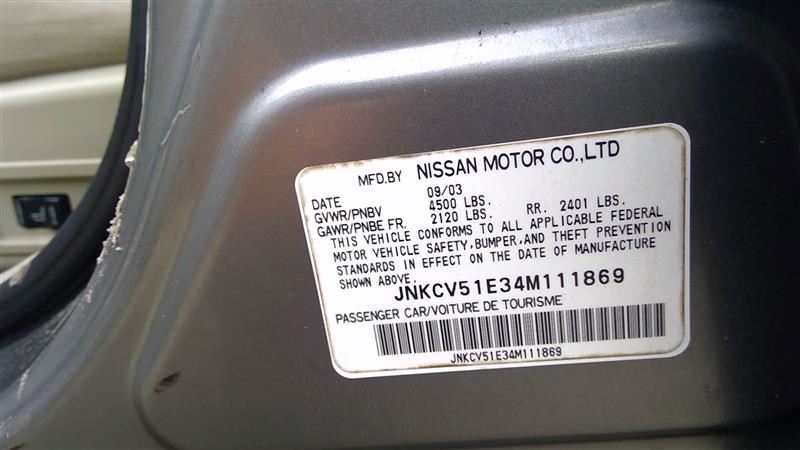 MFD.BY NISSAN MOTOR CO.,LTD
DATE 09/03
GVWR/PNBV 4500 LBS.
GAWR/PNBE FR. 2120 LBS. RR. 2401 LBS.
THIS VEHICLE CONFORMS TO ALL APPLICABLE FEDERAL
MOTOR VEHICLE SAFETY, BUMPER, AND THEFT PREVENTION
STANDARDS IN EFFECT ON THE DATE OF MANUFACTURE
SHOWN ABOVE.
JNKCV51E34M111869
PASSENGER CAR/VOITURE DE TOURISME
JNKCV51E34M111869